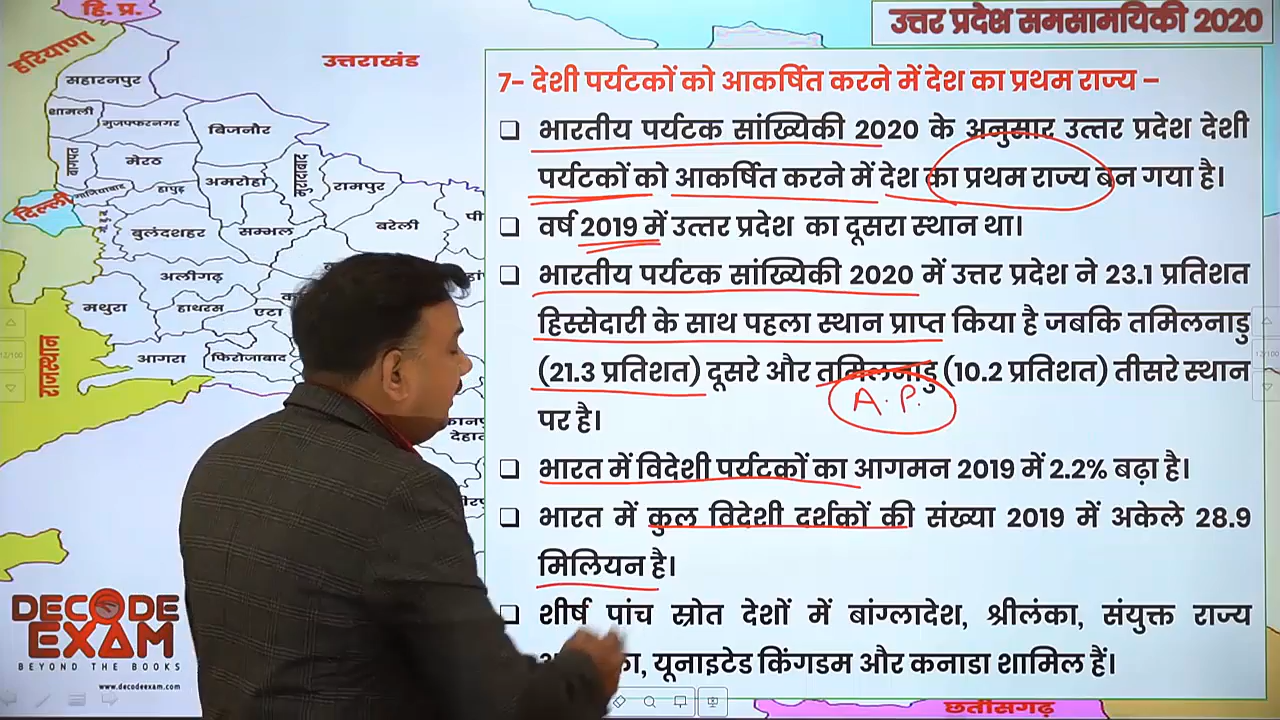 हि. प्र.
हरियाणा
उत्तराखंड
उत्तर प्रदेश समसामयिकी 2020
सहारनपुर
शामली
मुजफ्फरनगर
बिजनौर
बागपत
मेरठ
मुरादाबाद
अमरोहा
रामपुर
गाजियाबाद
हापुड़
दिल्ली
बुलंदशहर
सम्भल
बरेली
पी
अलीगढ़
मथुरा
हाथरस
एटा
आगरा
फिरोजाबाद
राजस्थान
कानपु
देहात
7- देशी पर्यटकों को आकर्षित करने में देश का प्रथम राज्य –
❑ भारतीय पर्यटक सांख्यिकी 2020 के अनुसार उत्तर प्रदेश देशी
पर्यटकों को आकर्षित करने में देश का प्रथम राज्य बन गया है।
❑ वर्ष 2019 में उत्तर प्रदेश का दूसरा स्थान था।
❑ भारतीय पर्यटक सांख्यिकी 2020 में उत्तर प्रदेश ने 23.1 प्रतिशत
हिस्सेदारी के साथ पहला स्थान प्राप्त किया है जबकि तमिलनाडु
(21.3 प्रतिशत) दूसरे और तमिलनाडु (10.2 प्रतिशत) तीसरे स्थान
A.P.
पर है।
❑ भारत में विदेशी पर्यटकों का आगमन 2019 में 2.2% बढ़ा है।
❑ भारत में कुल विदेशी दर्शकों की संख्या 2019 में अकेले 28.9
मिलियन है।
❑ शीर्ष पांच स्रोत देशों में बांग्लादेश, श्रीलंका, संयुक्त राज्य
यूनाइटेड किंगडम और कनाडा शामिल हैं।
DECODE
EXAM
BEYOND THE BOOKS
www.decodeexam.com
छत्तीसगढ़
12/100